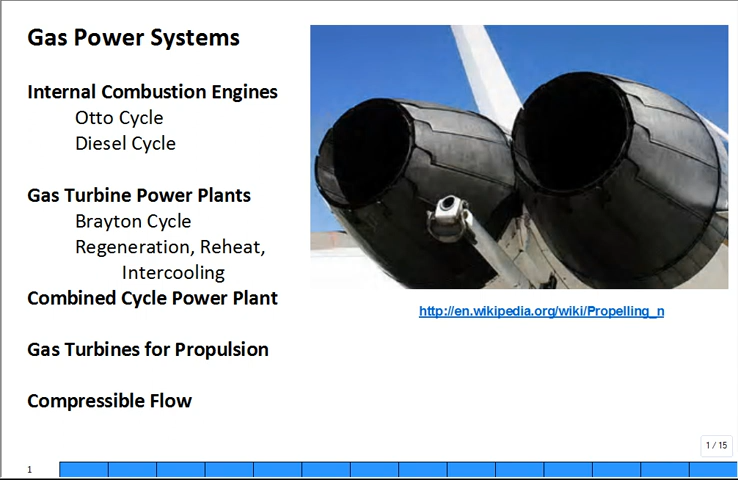 Gas Power Systems
Internal Combustion Engines
Otto Cycle
Diesel Cycle
Gas Turbine Power Plants
Brayton Cycle
Regeneration, Reheat,
Intercooling
Combined Cycle Power Plant
Gas Turbines for Propulsion
Compressible Flow
http://en.wikipedia.org/wiki/Propelling_n
1 / 15
1